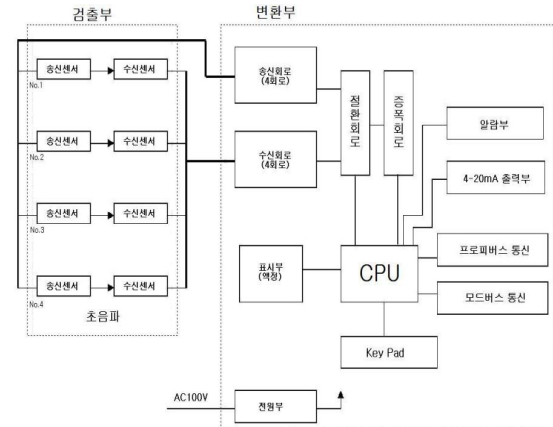 검출부
변환부
송신센서
수신센서
No.1
송신센서
수신센서
No.2
송신센서
수신센서
No.3
송신센서
수신센서
No.4
초음파
송신회로
(4회로)
수신회로
(4회로)
절환회로
증폭회로
알람부
4-20mA 출력부
표시부
(액정)
CPU
프로피버스 통신
모드버스 통신
Key Pad
AC100V
전원부